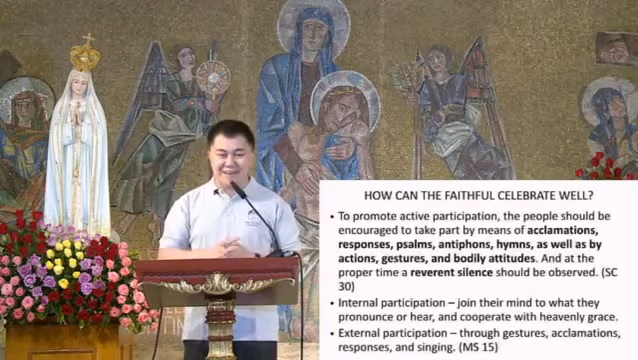 HOW CAN THE FAITHFUL CELEBRATE WELL?
• To promote active participation, the people should be
encouraged to take part by means of acclamations,
responses, psalms, antiphons, hymns, as well as by
actions, gestures, and bodily attitudes. And at the
proper time a reverent silence should be observed. (SC
30)
• Internal participation – join their mind to what they
pronounce or hear, and cooperate with heavenly grace.
• External participation – through gestures, acclamations,
responses, and singing. (MS 15)